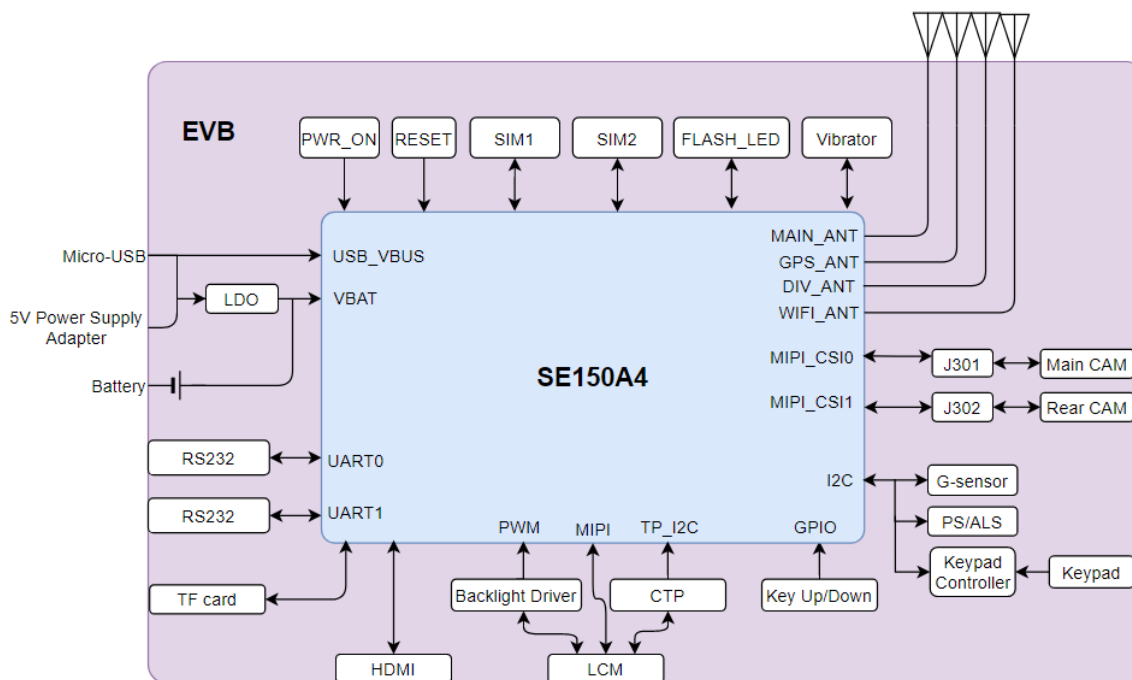 EVB
PWR_ON
RESET
SIM1
SIM2
FLASH_LED
Vibrator
MAIN_ANT
GPS_ANT
DIV_ANT
WIFI_ANT
Micro-USB
USB_VBUS
LDO
VBAT
5V Power Supply
Adapter
Battery
SE150A4
MIPI_CSI0
J301
Main CAM
MIPI_CSI1
J302
Rear CAM
RS232
UART0
RS232
UART1
I2C
G-sensor
PS/ALS
Keypad
Controller
Keypad
PWM
MIPI
TP_I2C
GPIO
TF card
Backlight Driver
CTP
Key Up/Down
HDMI
LCM